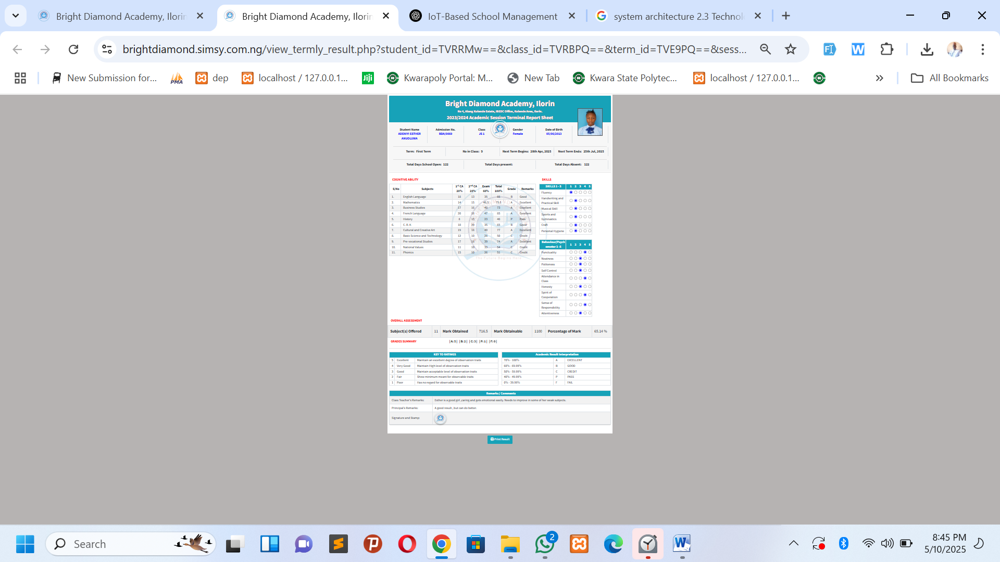 Bright Diamond Academy, Ilorin
Bright Diamond Academy, Ilorin
IoT-Based School Management
system architecture 2.3 Technol
brightdiamond.simsy.com.ng/view_termly_result.php?student_id=TVRRMw==&class_id=TVRBPQ==&term_id=TVE9PQ==&sess...
New Submission for...
PMA
dep
localhost / 127.0.0.1...
Jiji
Kwarapoly Portal: M...
New Tab
Kwara State Polytec...
localhost / 127.0.0.1...
All Bookmarks
Bright Diamond Academy, Ilorin
No 4, Along Kulende Estate, IBEDC Office, Kulende Area, Ilorin.
2023/2024 Academic Session Terminal Report Sheet
Student Name Admission No. Class Gender Date of Birth
ADENIYI ESTHER ANUOLUWA BDA/0069 JS 1 Female 05/06/2013
Term: First Term No in Class: 9 Next Term Begins: 28th Apr, 2025 Next Term Ends: 25th Jul, 2025
Total Days School Open: 122 Total Days present: Total Days Absent: 122
COGNITIVE ABILITY
S/No Subjects 1st CA 20% 2nd CA 20% Exam 60% Total 100% Grade Remarks
1. English Language 18 13 35 66 B Good
2. Mathematics 14 15 46.5 75.5 A Excellent
3. Business Studies 17 16 40 73 A Excellent
4. French Language 20 18 47 85 A Excellent
5. History 8 15 23 46 P Pass
6. C. R. K 10 20 35 65 B Good
7. Cultural and Creative Art 19 18 40 77 A Excellent
8. Basic Science and Technology 12 10 28 50 C Credit
9. Pre-vocational Studies 17 18 39 74 A Excellent
10. National Values 11 10 33 54 C Credit
11. Phonics 15 10 26 51 C Credit
The Future Begins Here
SKILLS
SKILLS 1 - 5 1 2 3 4 5
Fluency
Handwriting and Practical Skill
Musical Skill
Sports and Gymnastics
Craft
Personal Hygiene
Behaviour/Psychomotor 1 -5 1 2 3 4 5
Punctuality
Neatness
Politeness
Self Control
Attendance in Class
Honesty
Spirit of Cooperation
Sense of Responsibility
Attentiveness
OVERALL ASSESSMENT
Subject(s) Offered 11 Mark Obtained 716.5 Mark Obtainable 1100 Percentage of Mark 65.14 %
GRADES SUMMARY | A: 5 | | B: 2 | | C: 3 | | P: 1 | | F: 0 |
KEY TO RATINGS
5 Excellent Maintain an excellent degree of observation traits
4 Very Good Maintain High level of observation traits
3 Good Maintain acceptable level of observation traits
2 Fair Show minimum meant for observable traits
1 Poor Has no regard for observable traits
Academic Result Interpretation
70% - 100% A EXCELLENT
60% - 69.99% B GOOD
50% - 59.99% C CREDIT
40% - 49.99% P PASS
0% - 39.99% F FAIL
Remarks / Comments
Class Teacher's Remarks: Esther is a good girl ,caring and gets emotional easily. Needs to improve in some of her weak subjects.
Principal's Remarks: A good result , but can do better.
Signature and Stamp:
Print Result
Search
2
8:45 PM
5/10/2025